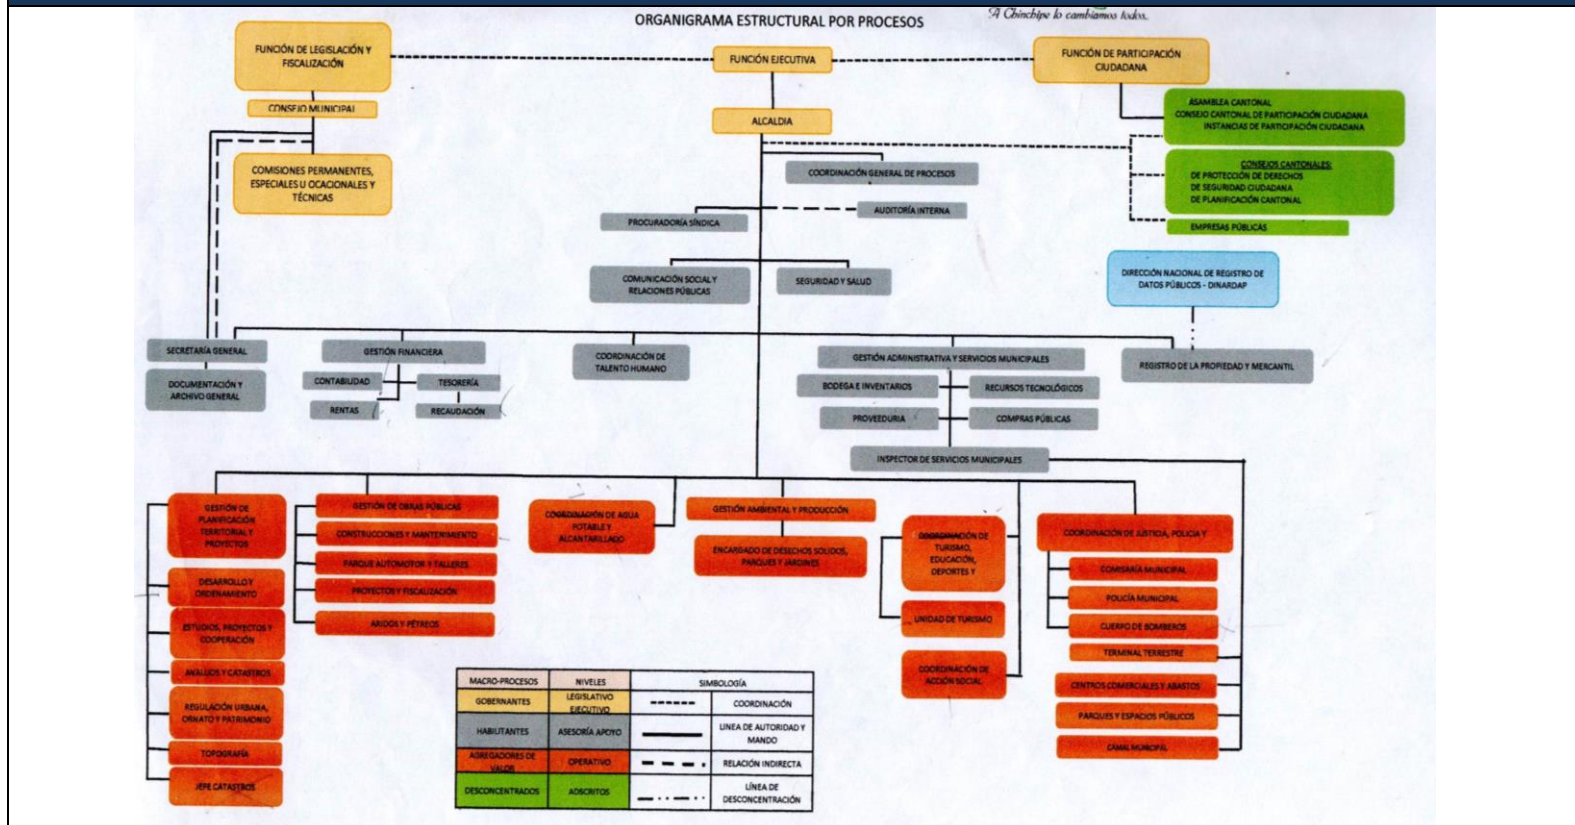 A Chinchipe lo cambiamos todos.
ORGANIGRAMA ESTRUCTURAL POR PROCESOS
FUNCIÓN DE LEGISLACIÓN Y
FISCALIZACIÓN
FUNCIÓN EJECUTIVA
FUNCIÓN DE PARTICIPACIÓN
CIUDADANA
CONSEJO MUNICIPAL
ALCALDIA
ASAMBLEA CANTONAL
CONSEJO CANTONAL DE PARTICIPACIÓN CIUDADANA
INSTANCIAS DE PARTICIPACIÓN CIUDADANA
COMISIONES PERMANENTES,
ESPECIALES U OCACIONALES Y
TÉCNICAS
COORDINACIÓN GENERAL DE PROCESOS
CONSEJOS CANTONALES:
DE PROTECCIÓN DE DERECHOS
DE SEGURIDAD CIUDADANA
DE PLANIFICACIÓN CANTONAL
PROCURADORÍA SÍNDICA
AUDITORÍA INTERNA
EMPRESAS PÚBLICAS
COMUNICACIÓN SOCIAL Y
RELACIONES PÚBLICAS
SEGURIDAD Y SALUD
DIRECCIÓN NACIONAL DE REGISTRO DE
DATOS PÚBLICOS - DINARDAP
SECRETARÍA GENERAL
DOCUMENTACIÓN Y
ARCHIVO GENERAL
GESTIÓN FINANCIERA
CONTABILIDAD
TESORERÍA
RENTAS
RECAUDACIÓN
COORDINACIÓN DE
TALENTO HUMANO
GESTIÓN ADMINISTRATIVA Y SERVICIOS MUNICIPALES
BODEGA E INVENTARIOS
RECURSOS TECNOLÓGICOS
PROVEEDURIA
COMPRAS PÚBLICAS
INSPECTOR DE SERVICIOS MUNICIPALES
REGISTRO DE LA PROPIEDAD Y MERCANTIL
GESTIÓN DE
PLANIFICACIÓN
TERRITORIAL Y
PROYECTOS
DESARROLLO Y
ORDENAMIENTO
ESTUDIOS, PROYECTOS Y
COOPERACIÓN
AVALUOS Y CATASTROS
REGULACIÓN URBANA,
ORNATO Y PATRIMONIO
TOPOGRAFÍA
JEFE CATASTROS
GESTIÓN DE OBRAS PÚBLICAS
CONSTRUCCIONES Y MANTENIMIENTO
PARQUE AUTOMOTOR Y TALLERES
PROYECTOS Y FISCALIZACIÓN
ARIDOS Y PÉTREOS
COORDINACIÓN DE AGUA
POTABLE Y
ALCANTARILLADO
GESTIÓN AMBIENTAL Y PRODUCCIÓN
ENCARGADO DE DESECHOS SOLIDOS,
PARQUES Y JARDINES
COORDINACIÓN DE
TURISMO,
EDUCACIÓN,
DEPORTES Y
UNIDAD DE TURISMO
COORDINACIÓN DE
ACCIÓN SOCIAL
COORDINACIÓN DE JUSTICIA, POLICIA Y
COMISARÍA MUNICIPAL
POLICÍA MUNICIPAL
CUERPO DE BOMBEROS
TERMINAL TERRESTRE
CENTROS COMERCIALES Y ABASTOS
PARQUES Y ESPACIOS PÚBLICOS
CAMAL MUNICIPAL
MACRO-PROCESOS NIVELES SIMBOLOGÍA
GOBERNANTES LEGISLATIVO
EJECUTIVO COORDINACIÓN
HABILITANTES ASESORÍA APOYO LINEA DE AUTORIDAD Y
MANDO
AGREGADORES DE
VALOR OPERATIVO RELACIÓN INDIRECTA
DESCONCENTRADOS ADSCRITOS LÍNEA DE
DESCONCENTRACIÓN